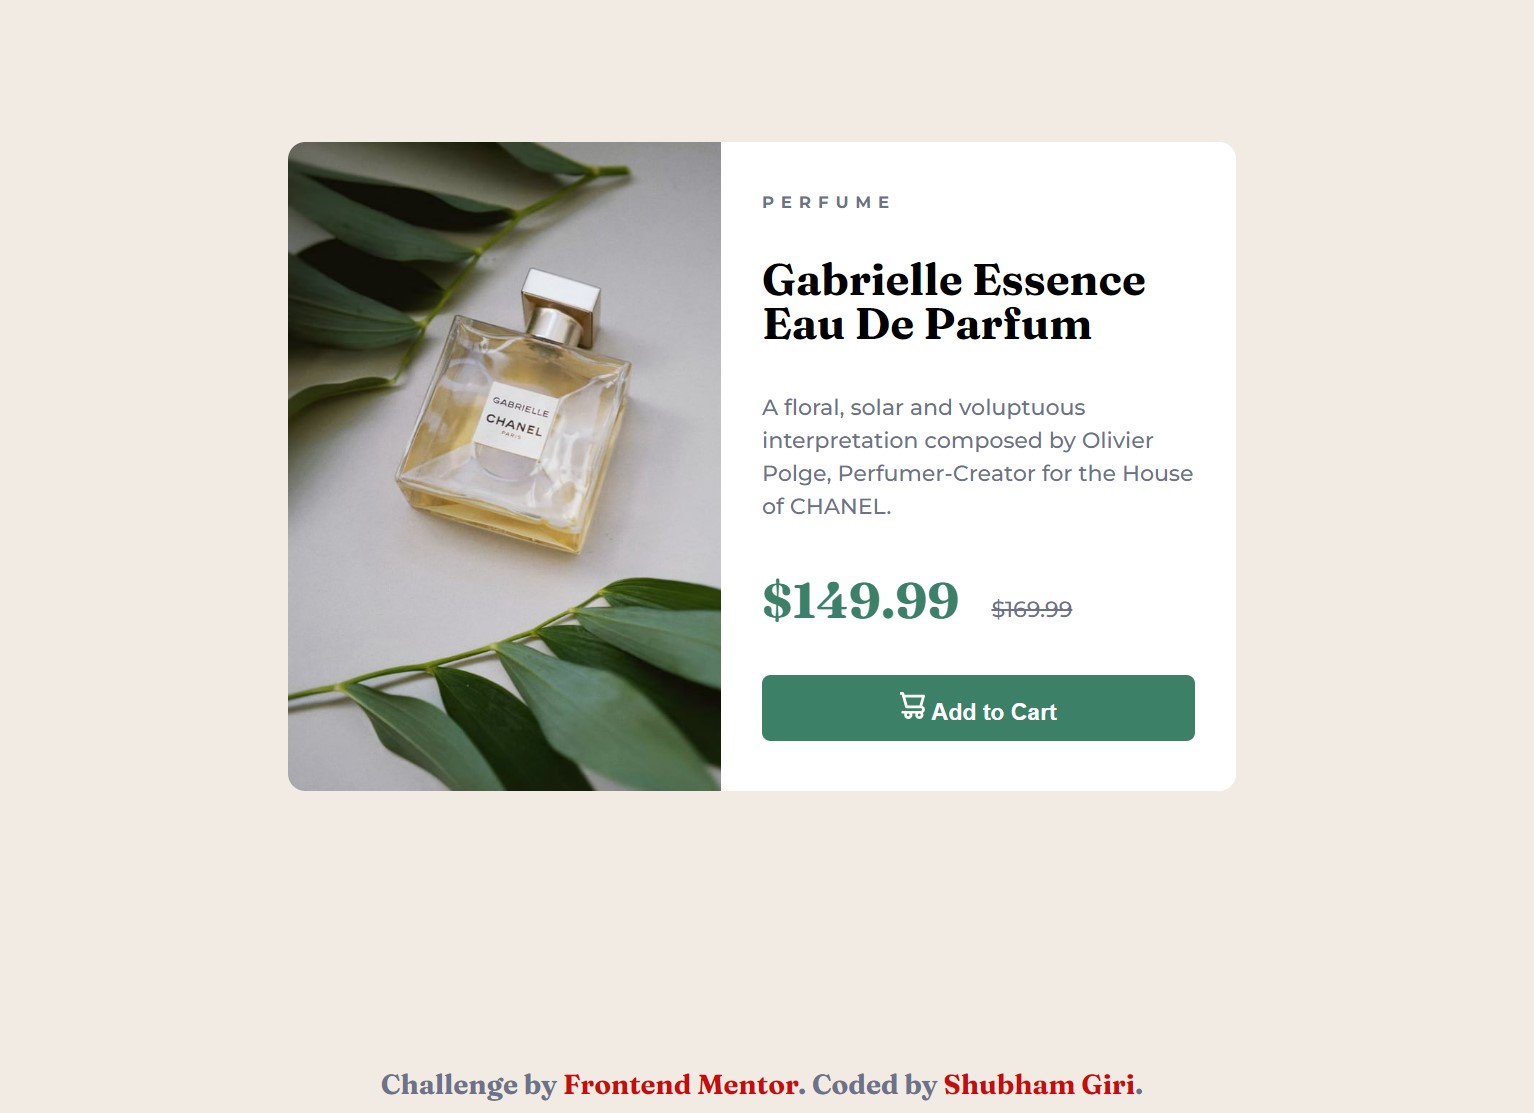 GABRIELLE
CHANEL
PARIS
PERFUME
Gabrielle Essence
Eau De Parfum
A floral, solar and voluptuous
interpretation composed by Olivier
Polge, Perfumer-Creator for the House
of CHANEL.
$149.99 $169.99
Add to Cart
Challenge by Frontend Mentor. Coded by Shubham Giri.